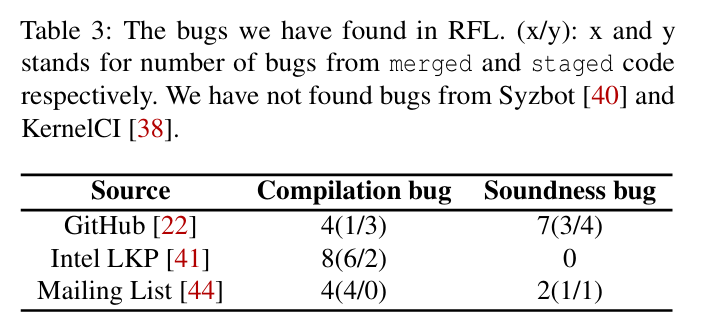 Table 3: The bugs we have found in RFL. (x/y): x and y
stands for number of bugs from merged and staged code
respectively. We have not found bugs from Syzbot [40] and
KernelCI [38].
Source Compilation bug Soundness bug
GitHub [22] 4(1/3) 7(3/4)
Intel LKP [41] 8(6/2) 0
Mailing List [44] 4(4/0) 2(1/1)